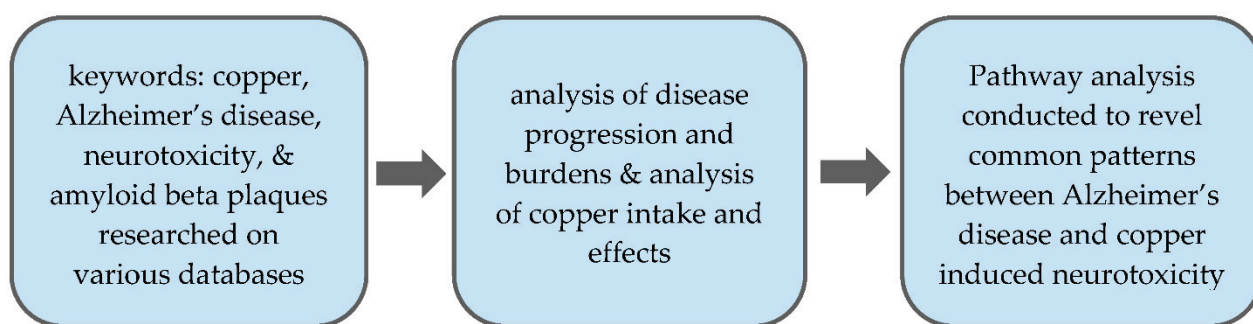 keywords: copper,
Alzheimer’s disease,
neurotoxicity, &
amyloid beta plaques
researched on
various databases
analysis of disease
progression and
burdens & analysis
of copper intake and
effects
Pathway analysis
conducted to revel
common patterns
between Alzheimer’s
disease and copper
induced neurotoxicity